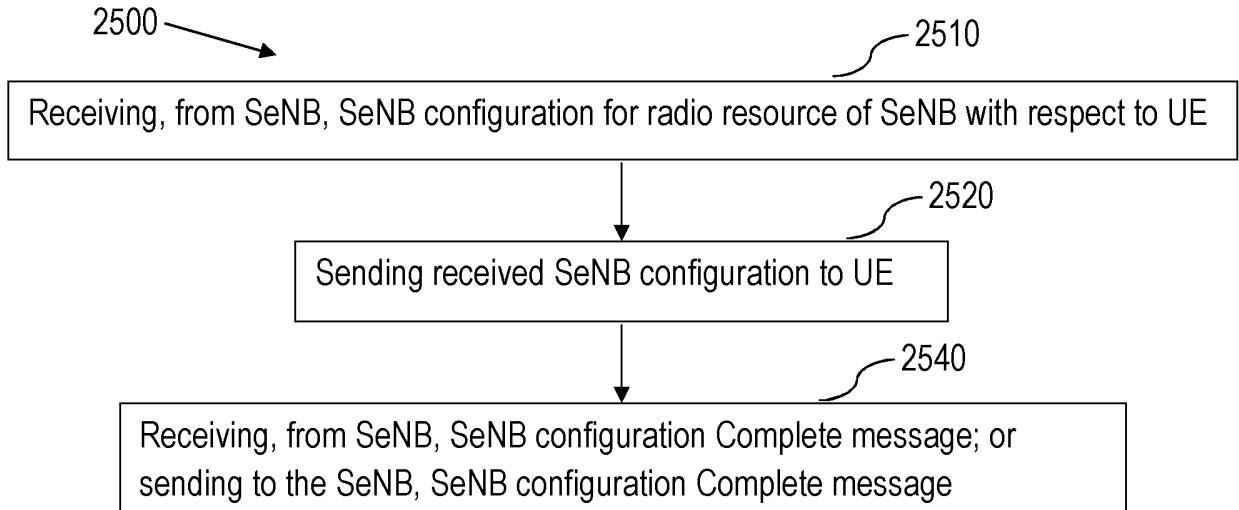 2500
2510
Receiving, from SeNB, SeNB configuration for radio resource of SeNB with respect to UE
2520
Sending received SeNB configuration to UE
2540
Receiving, from SeNB, SeNB configuration Complete message; or
sending to the SeNB, SeNB configuration Complete message